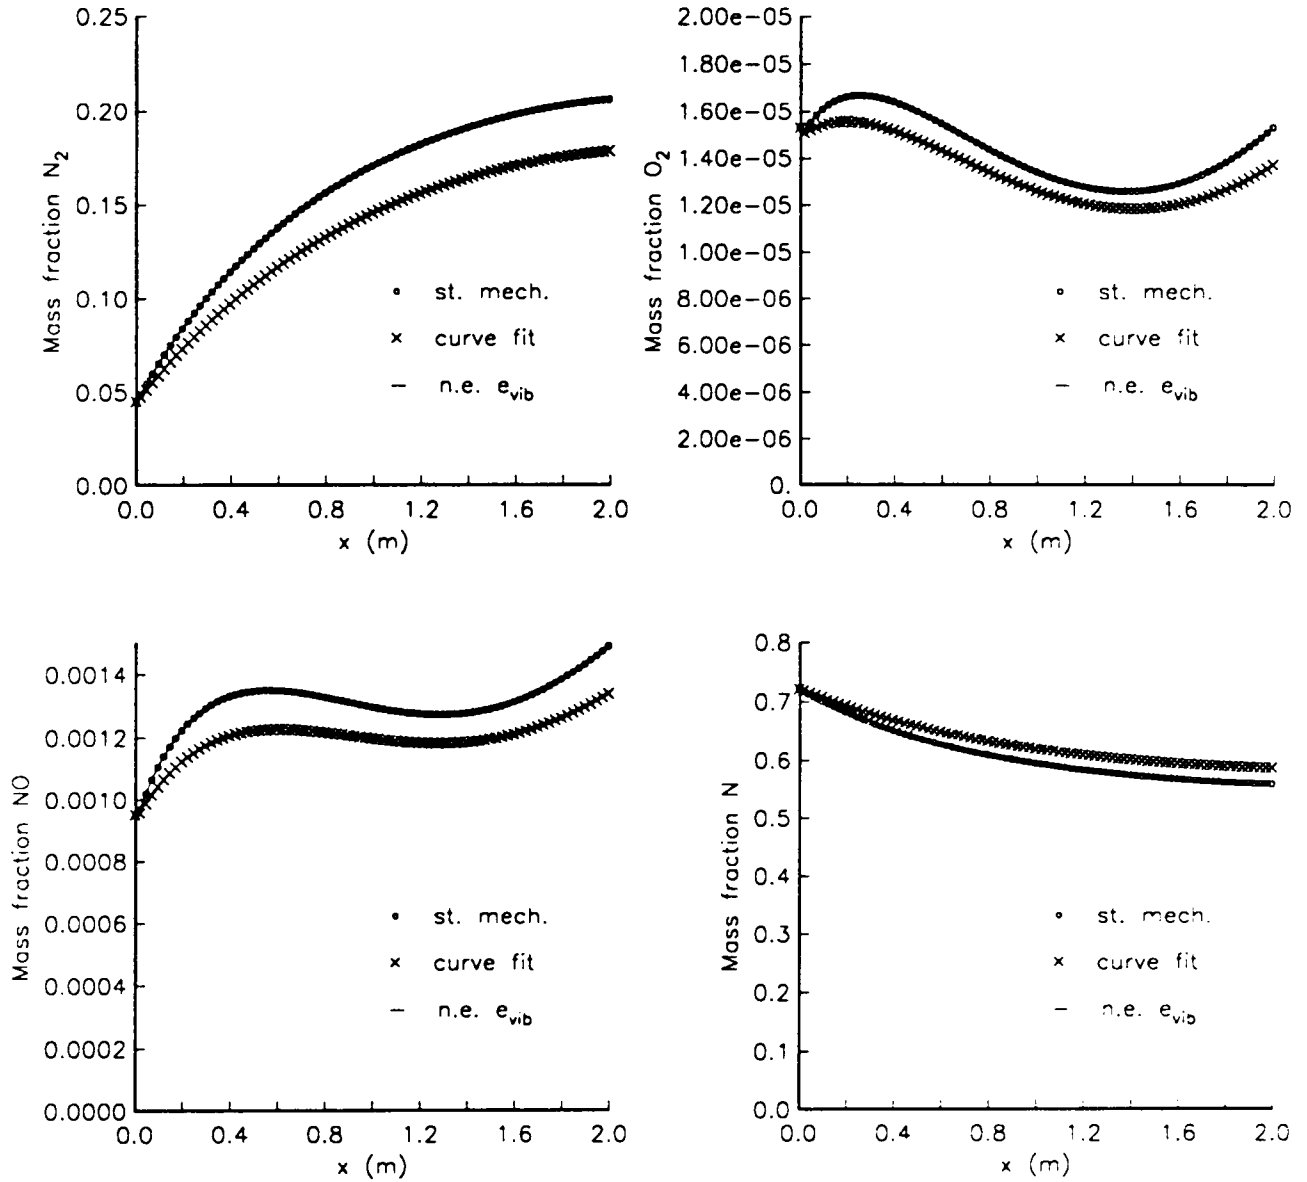 0.25
0.20
0.15
0.10
0.05
0.00
Mass fraction N2
st. mech.
curve fit
n.e. evib
0.0 0.4 0.8 1.2 1.6 2.0
x (m)
2.00e-05
1.80e-05
1.60e-05
1.40e-05
1.20e-05
1.00e-05
8.00e-06
6.00e-06
4.00e-06
2.00e-06
0.
Mass fraction O2
st. mech.
curve fit
n.e. evib
0.0 0.4 0.8 1.2 1.6 2.0
x (m)
0.0014
0.0012
0.0010
0.0008
0.0006
0.0004
0.0002
0.0000
Mass fraction NO
st. mech.
curve fit
n.e. evib
0.0 0.4 0.8 1.2 1.6 2.0
x (m)
0.8
0.7
0.6
0.5
0.4
0.3
0.2
0.1
0.0
Mass fraction N
st. mech.
curve fit
n.e. evib
0.0 0.4 0.8 1.2 1.6 2.0
x (m)